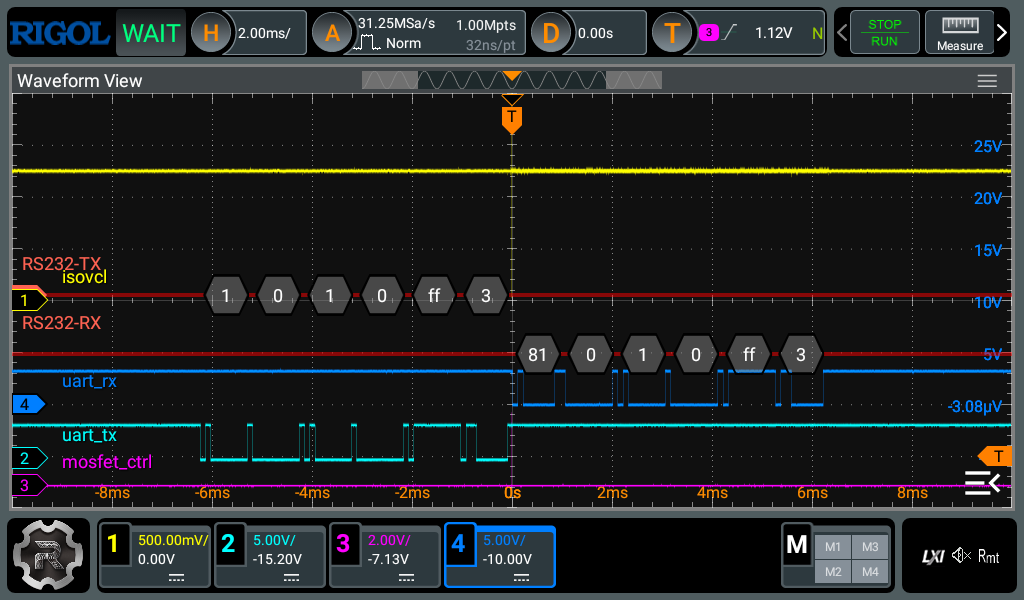 RIGOL WAIT H 2.00ms/ A 31.25MSa/s 1.00Mpts D 0.00s T 3 1.12V N STOP
Norm 32ns/pt RUN Measure
Waveform View
T
25V
20V
15V
RS232-TX
isovcl
1 1 0 1 0 ff 3 10V
RS232-RX
81 0 1 0 ff 3 5V
uart_rx
4 -3.08µV
uart_tx
2 T
mosfet_ctrl
3
-8ms -6ms -4ms -2ms 0s 2ms 4ms 6ms 8ms
R 1 500.00mV/ 2 5.00V/ 3 2.00V/ 4 5.00V/ M M1 M3 LXI Rmt
0.00V -15.20V -7.13V -10.00V M2 M4